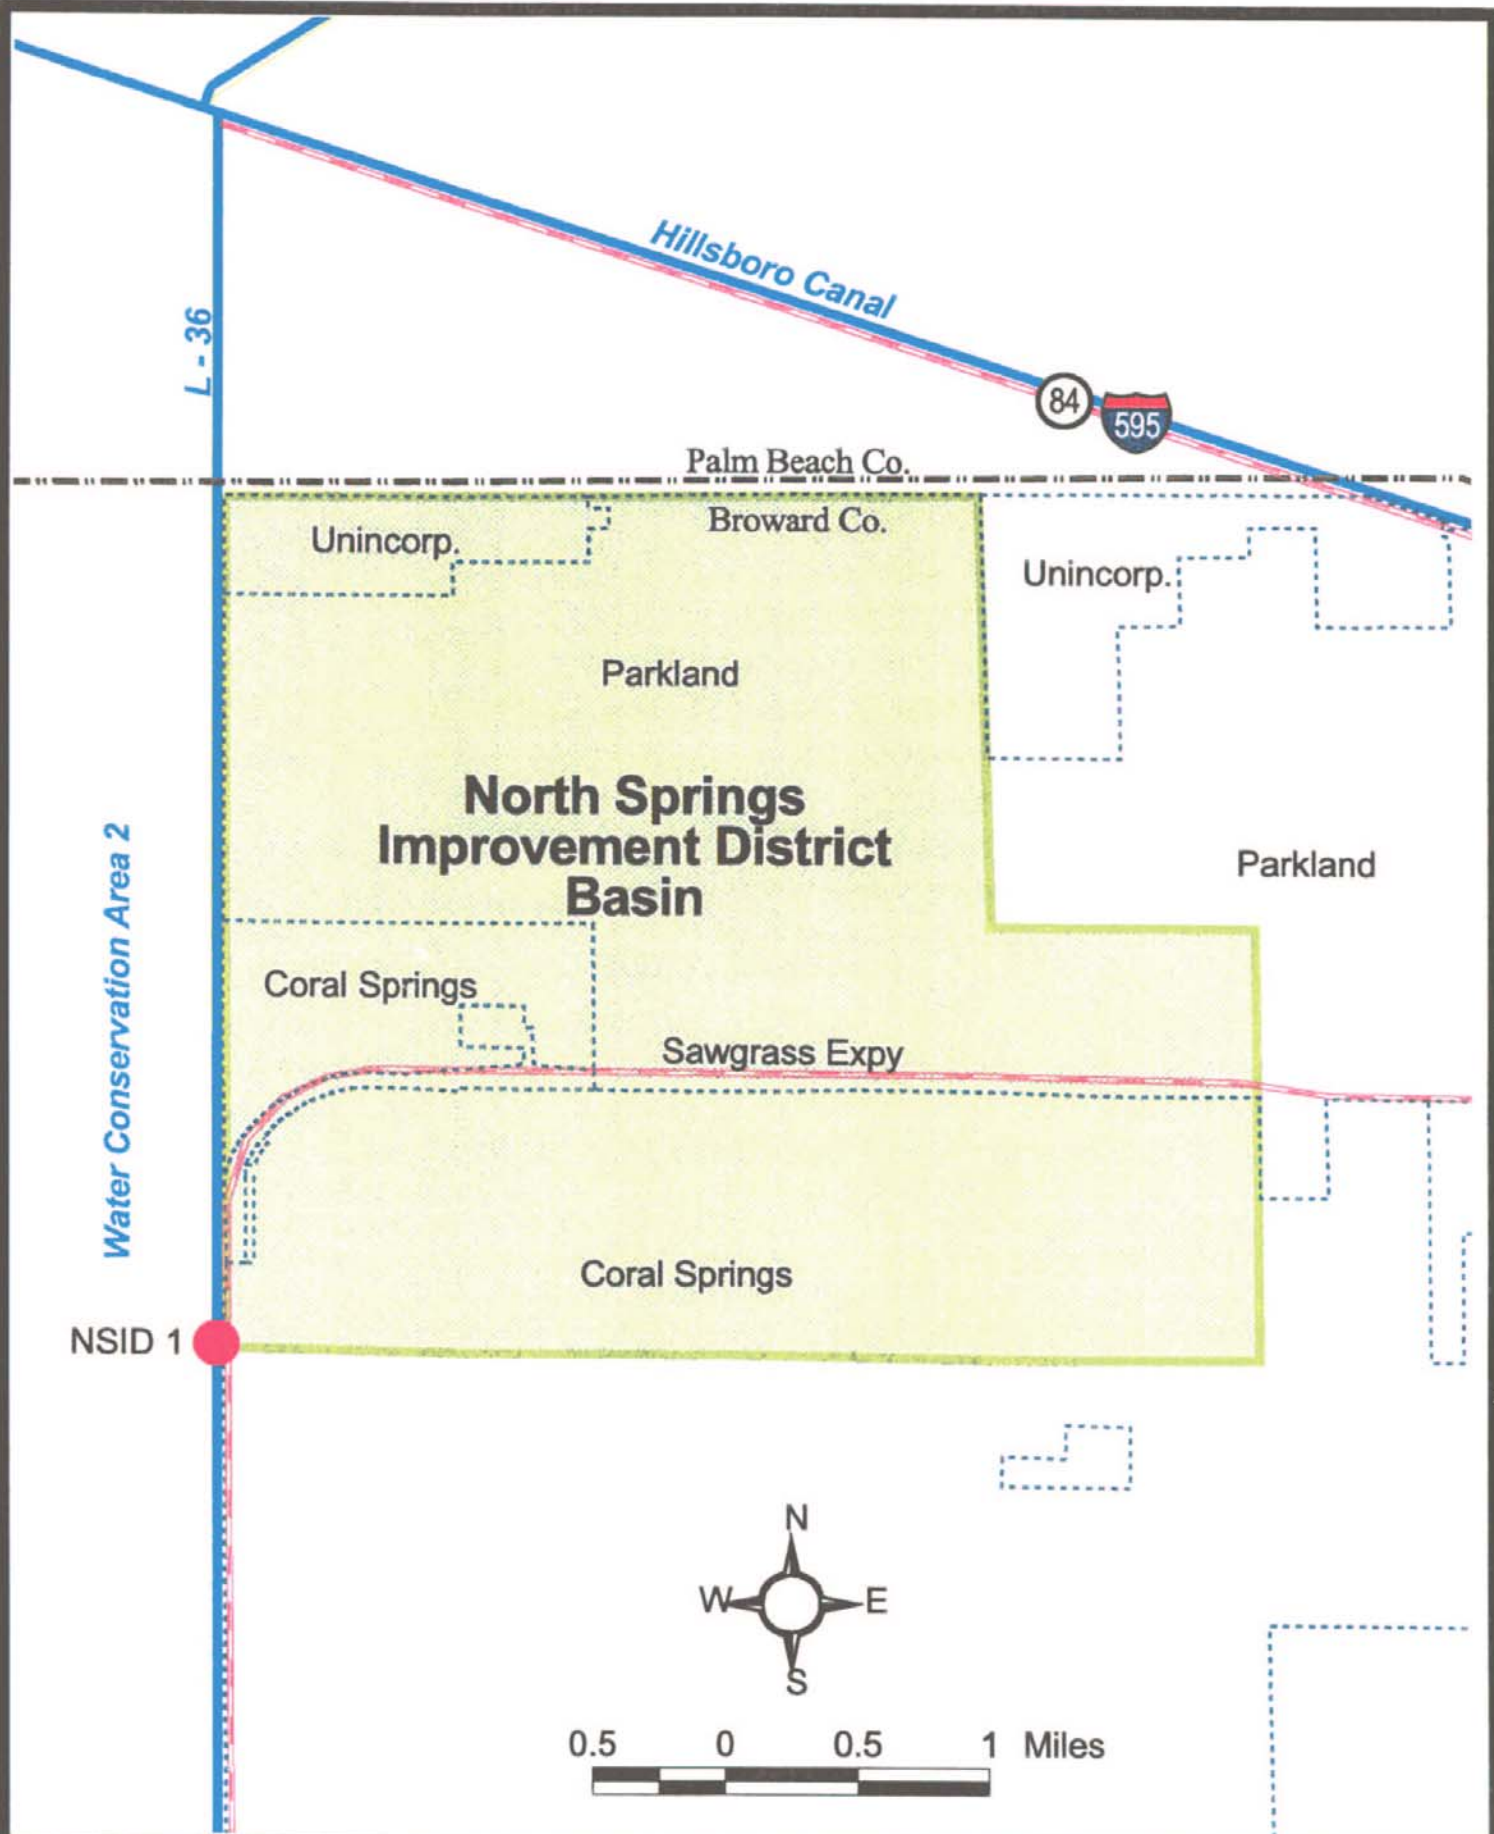 Hillsboro Canal
L - 36
84
595
Palm Beach Co.
Broward Co.
Unincorp.
Unincorp.
Parkland
North Springs
Improvement District
Basin
Parkland
Water Conservation Area 2
Coral Springs
Sawgrass Expy
Coral Springs
NSID 1
N
W
E
S
0.5 0 0.5 1 Miles